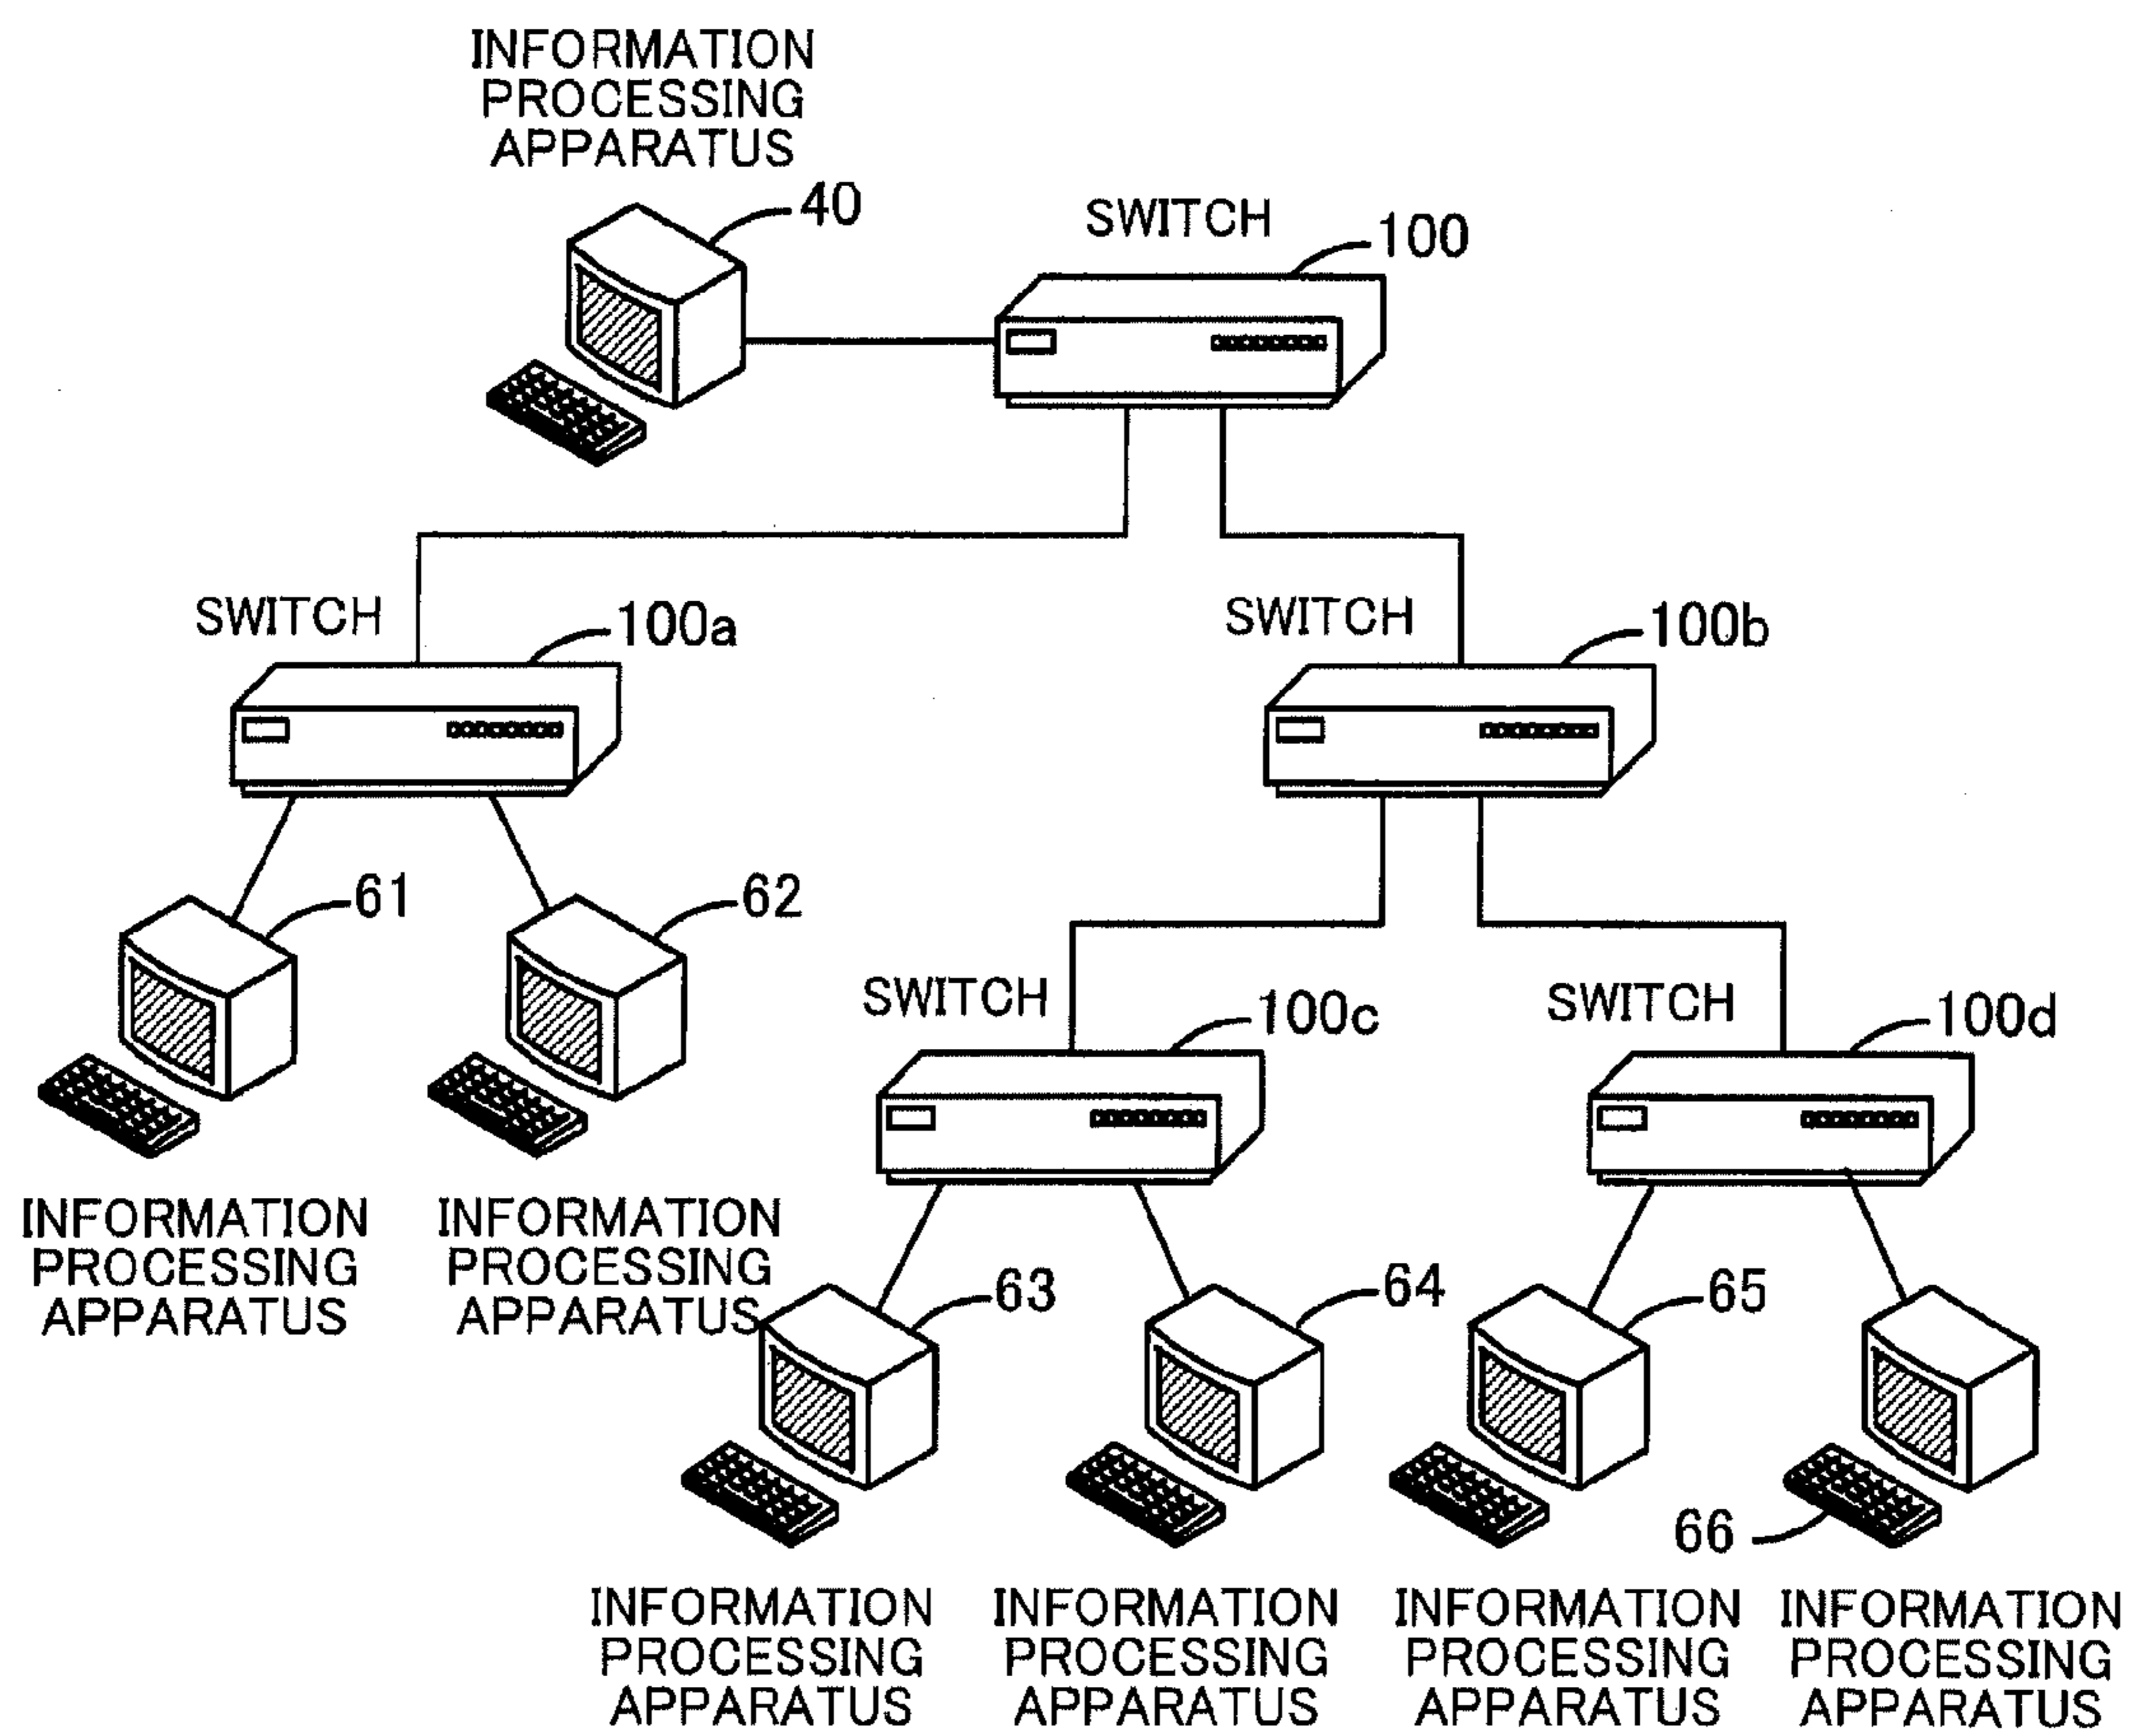 INFORMATION
PROCESSING
APPARATUS
40
SWITCH
100
SWITCH
100a
SWITCH
100b
61
62
SWITCH
100c
SWITCH
100d
INFORMATION
PROCESSING
APPARATUS
INFORMATION
PROCESSING
APPARATUS
63
64
65
66
INFORMATION
PROCESSING
APPARATUS
INFORMATION
PROCESSING
APPARATUS
INFORMATION
PROCESSING
APPARATUS
INFORMATION
PROCESSING
APPARATUS